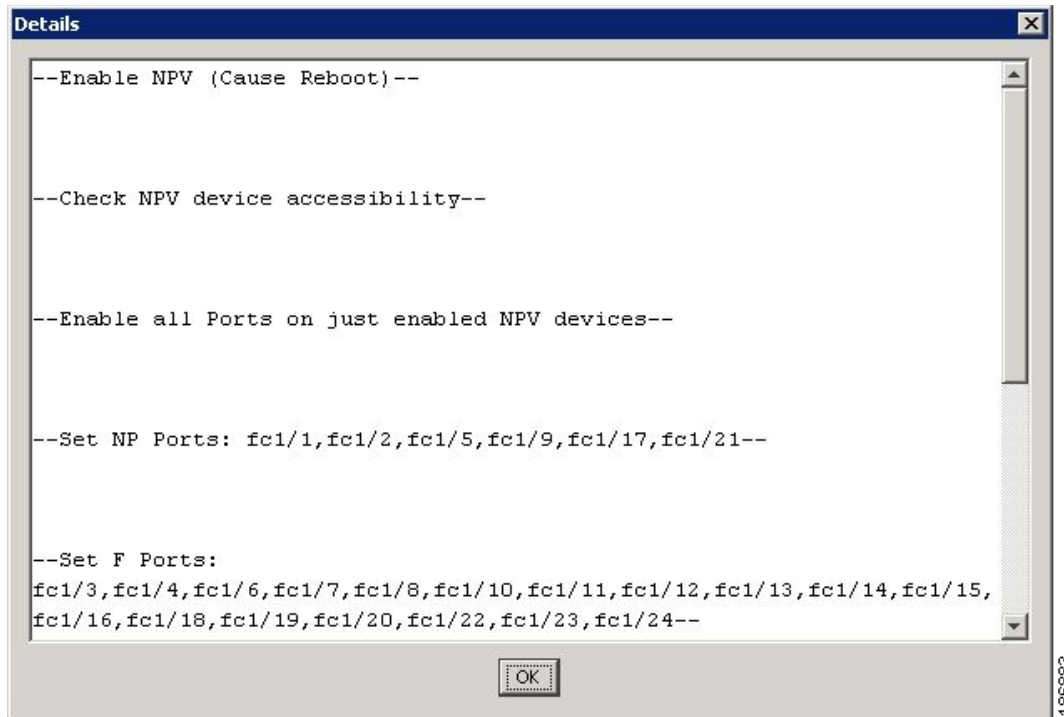 Details
--Enable NPV (Cause Reboot)--
--Check NPV device accessibility--
--Enable all Ports on just enabled NPV devices--
--Set NP Ports: fc1/1,fc1/2,fc1/5,fc1/9,fc1/17,fc1/21--
--Set F Ports:
fc1/3,fc1/4,fc1/6,fc1/7,fc1/8,fc1/10,fc1/11,fc1/12,fc1/13,fc1/14,fc1/15,
fc1/16,fc1/18,fc1/19,fc1/20,fc1/22,fc1/23,fc1/24--
OK